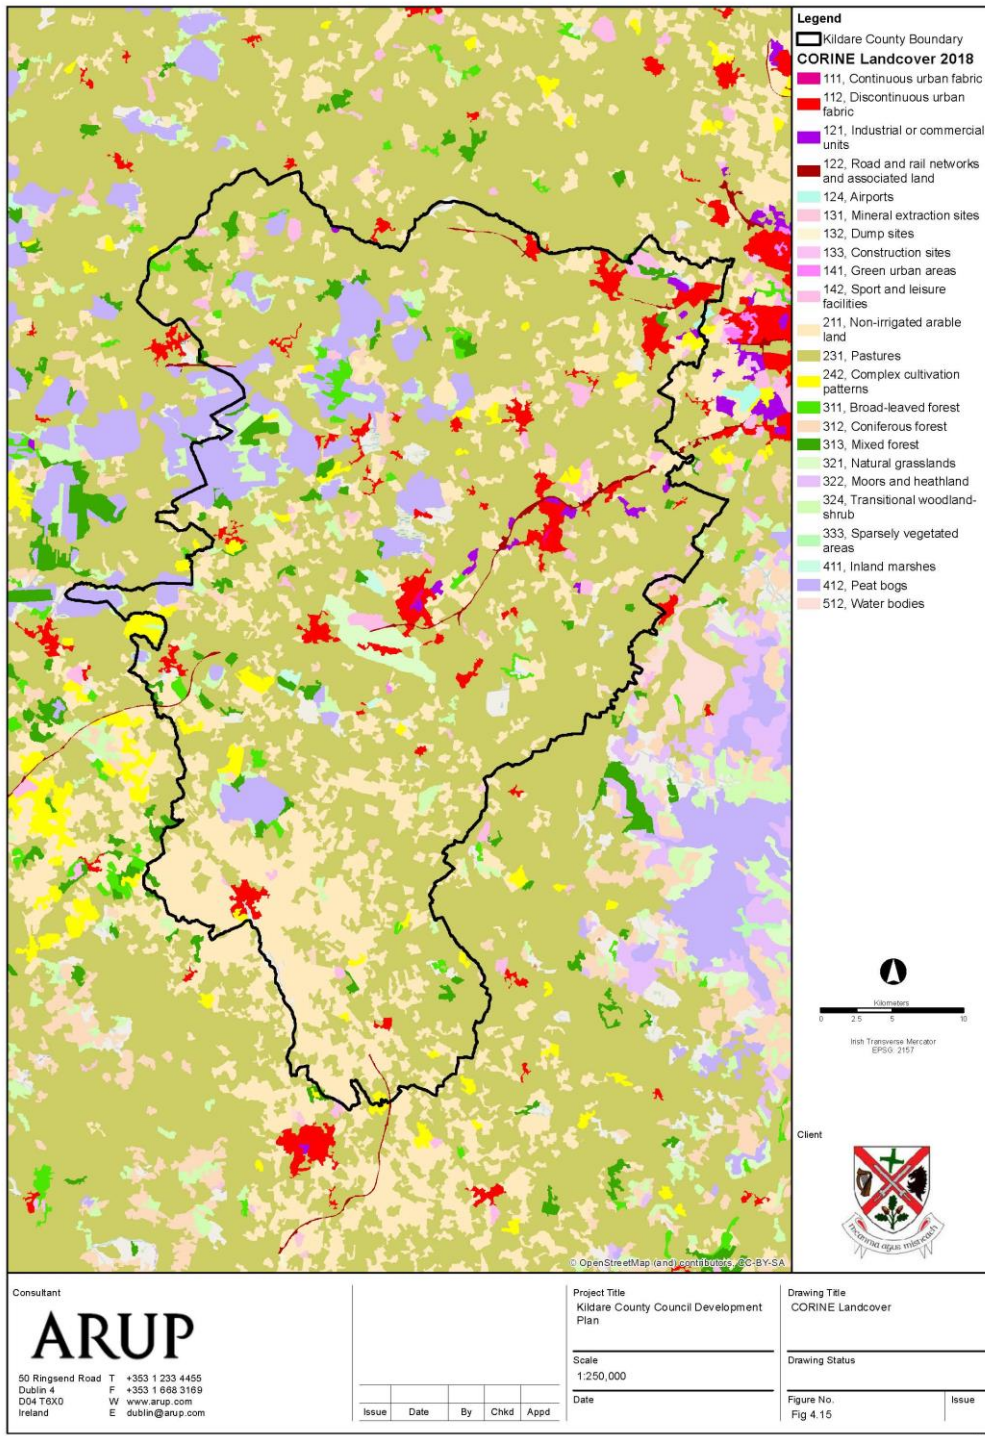 Legend
Kildare County Boundary
CORINE Landcover 2018
111, Continuous urban fabric
112, Discontinuous urban
fabric
121, Industrial or commercial
units
122, Road and rail networks
and associated land
124, Airports
131, Mineral extraction sites
132, Dump sites
133, Construction sites
141, Green urban areas
142, Sport and leisure
facilities
211, Non-irrigated arable
land
231, Pastures
242, Complex cultivation
patterns
311, Broad-leaved forest
312, Coniferous forest
313, Mixed forest
321, Natural grasslands
322, Moors and heathland
324, Transitional woodland-
shrub
333, Sparsely vegetated
areas
411, Inland marshes
412, Peat bogs
512, Water bodies
Kilometers
0 2.5 5 10
Irish Transverse Mercator
EPSG: 2157
Client
meanma agus misneach
© OpenStreetMap (and) contributors, CC-BY-SA
Consultant
ARUP
50 Ringsend Road T +353 1 233 4455
Dublin 4 F +353 1 668 3169
D04 T6X0 W www.arup.com
Ireland E dublin@arup.com
Issue Date By Chkd Appd
Project Title
Kildare County Council Development
Plan
Scale
1:250,000
Date
Drawing Title
CORINE Landcover
Drawing Status
Figure No. Issue
Fig 4.15